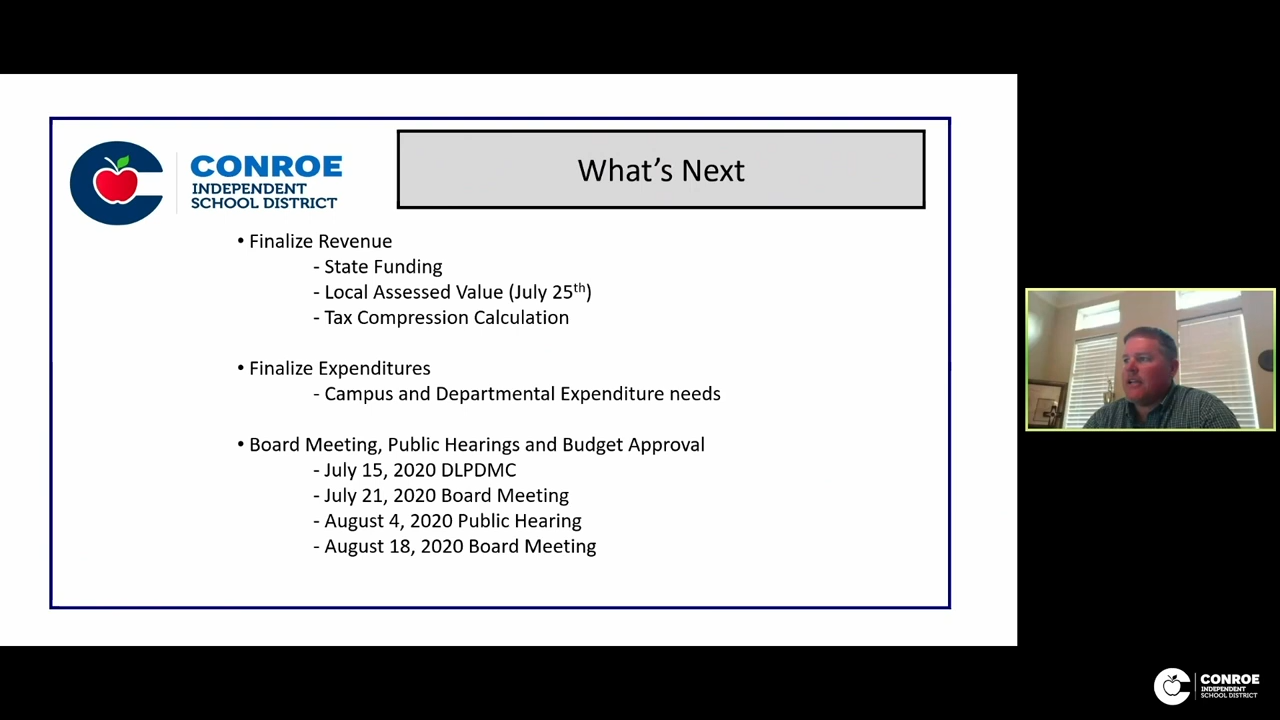 CONROE
INDEPENDENT
SCHOOL DISTRICT
What's Next
• Finalize Revenue
- State Funding
- Local Assessed Value (July 25th)
- Tax Compression Calculation
• Finalize Expenditures
- Campus and Departmental Expenditure needs
• Board Meeting, Public Hearings and Budget Approval
- July 15, 2020 DLPDMC
- July 21, 2020 Board Meeting
- August 4, 2020 Public Hearing
- August 18, 2020 Board Meeting
CONROE
INDEPENDENT
SCHOOL DISTRICT